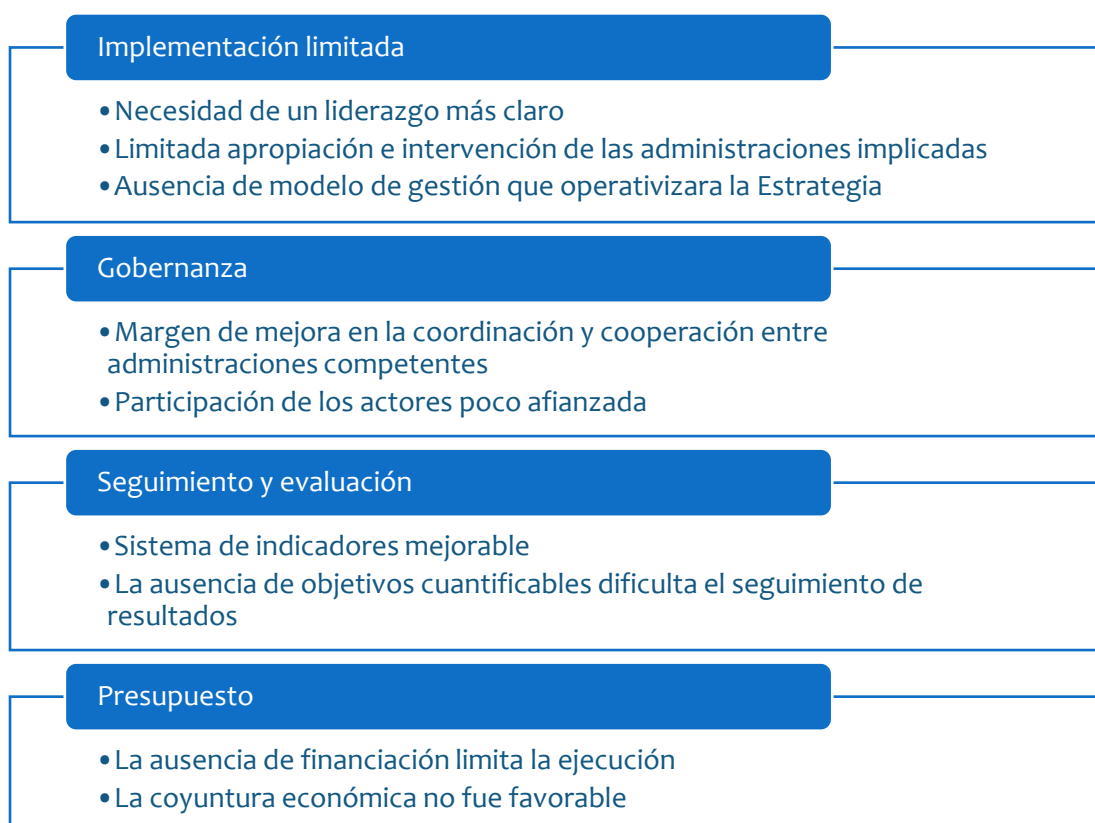 Implementación limitada
•Necesidad de un liderazgo más claro
•Limitada apropiación e intervención de las administraciones implicadas
•Ausencia de modelo de gestión que operativizara la Estrategia
Gobernanza
•Margen de mejora en la coordinación y cooperación entre
administraciones competentes
•Participación de los actores poco afianzada
Seguimiento y evaluación
•Sistema de indicadores mejorable
•La ausencia de objetivos cuantificables dificulta el seguimiento de
resultados
Presupuesto
•La ausencia de financiación limita la ejecución
•La coyuntura económica no fue favorable